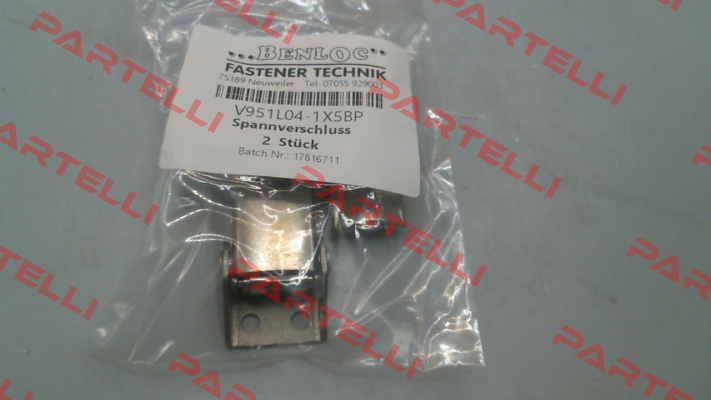 ...BENLOC...
FASTENER TECHNIK
75389 Neuweiler Tel. 07055 929003
V951L04-1X5BP
Spannverschluss
2 Stück
Batch Nr.: 17816711
PARTELLI
PARTELLI
PARTELLI
PARTELLI
PARTELLI
PARTELLI
PARTELLI
PARTELLI
PARTELLI